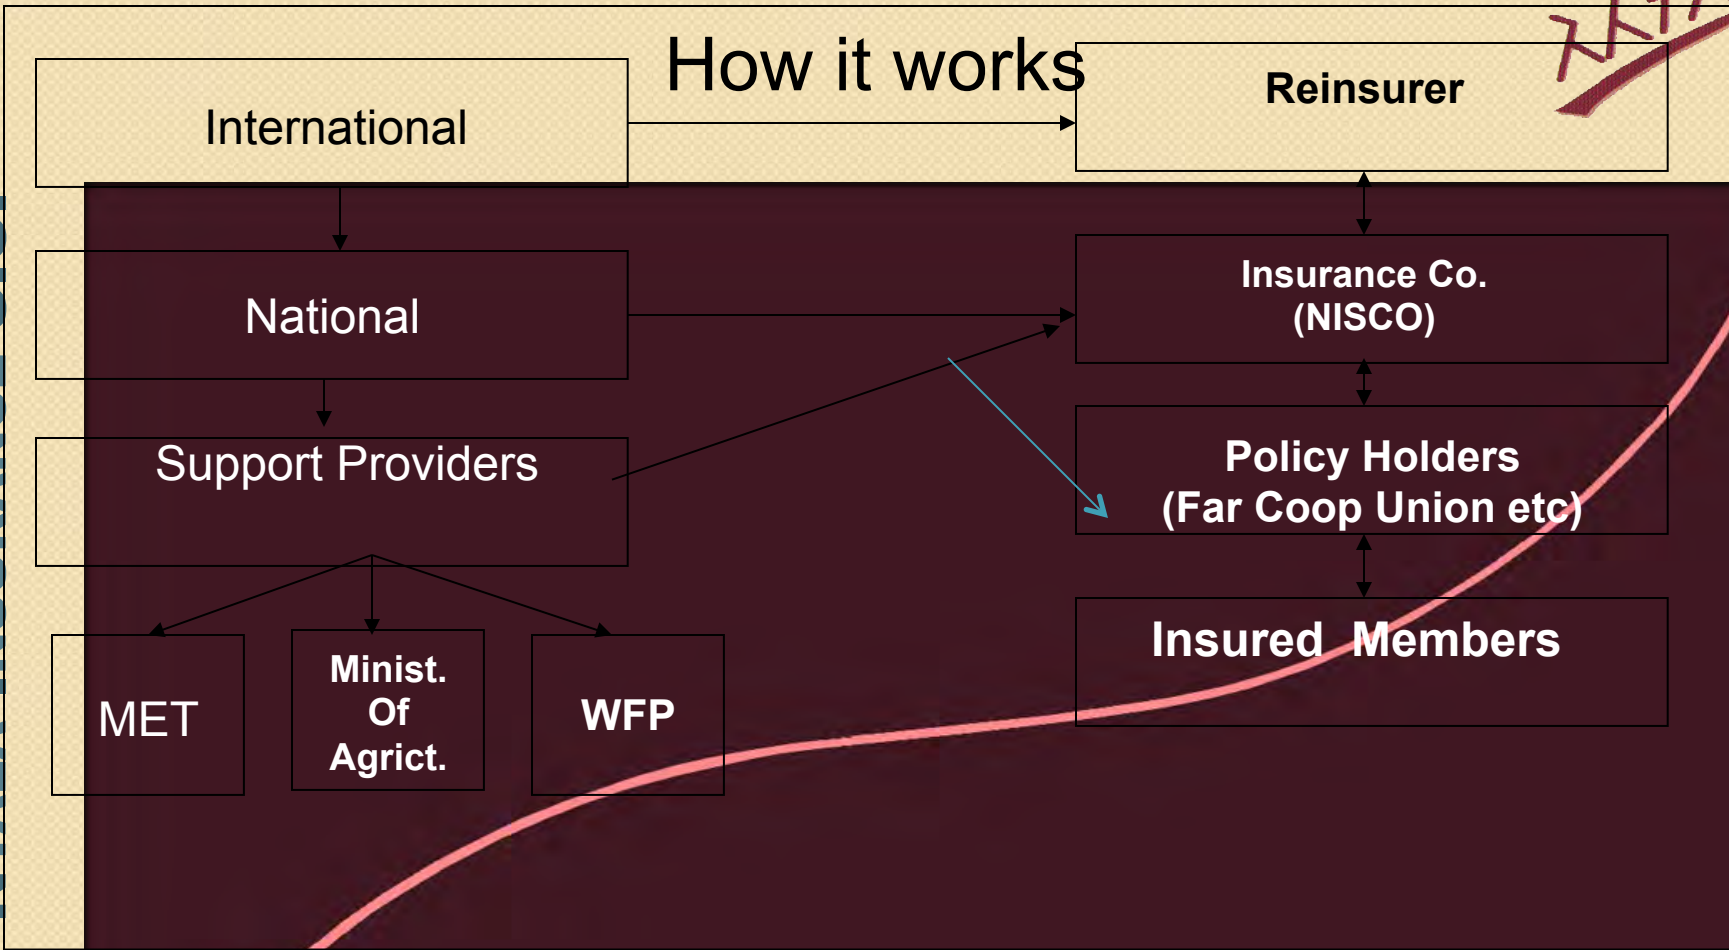 How it works
International
Reinsurer
National
Insurance Co.
(NISCO)
Support Providers
Policy Holders
(Far Coop Union etc)
MET
Minist.
Of
Agrict.
WFP
Insured  Members